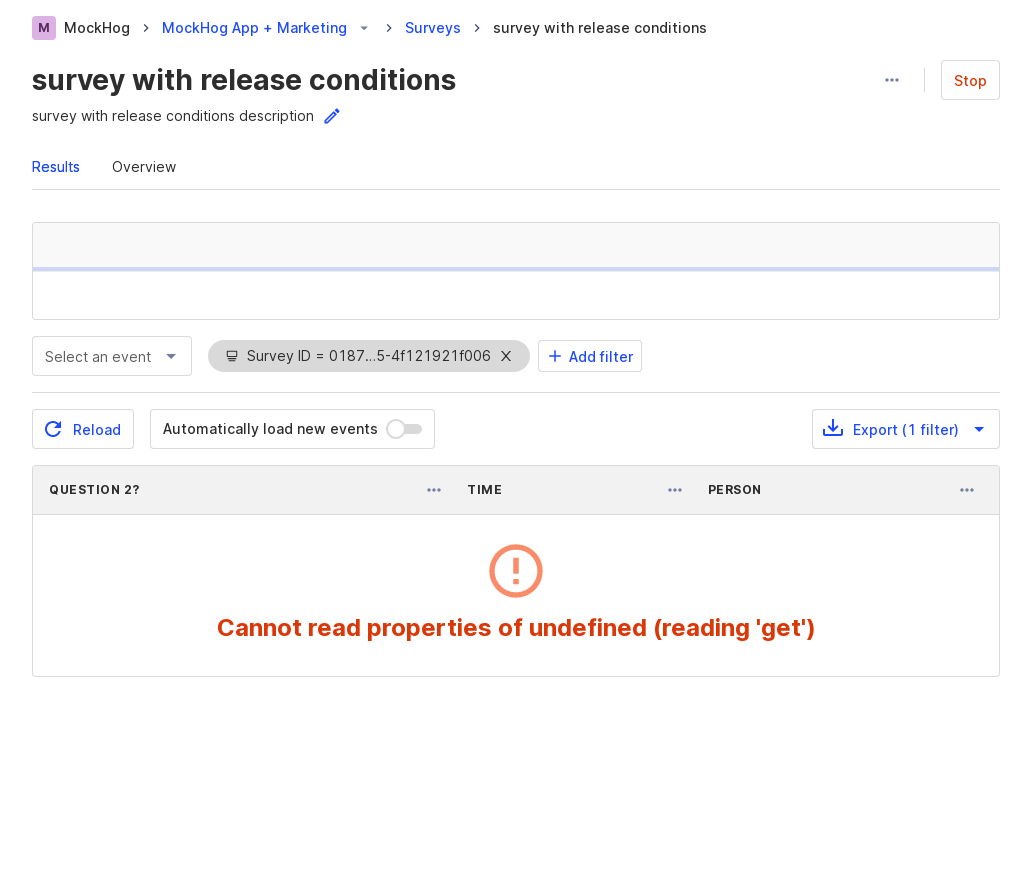 M MockHog MockHog App + Marketing Surveys survey with release conditions
survey with release conditions
Stop
survey with release conditions description
Results Overview
Select an event Survey ID = 0187...5-4f121921f006 Add filter
Reload Automatically load new events Export (1 filter)
QUESTION 2? TIME PERSON
Cannot read properties of undefined (reading 'get')